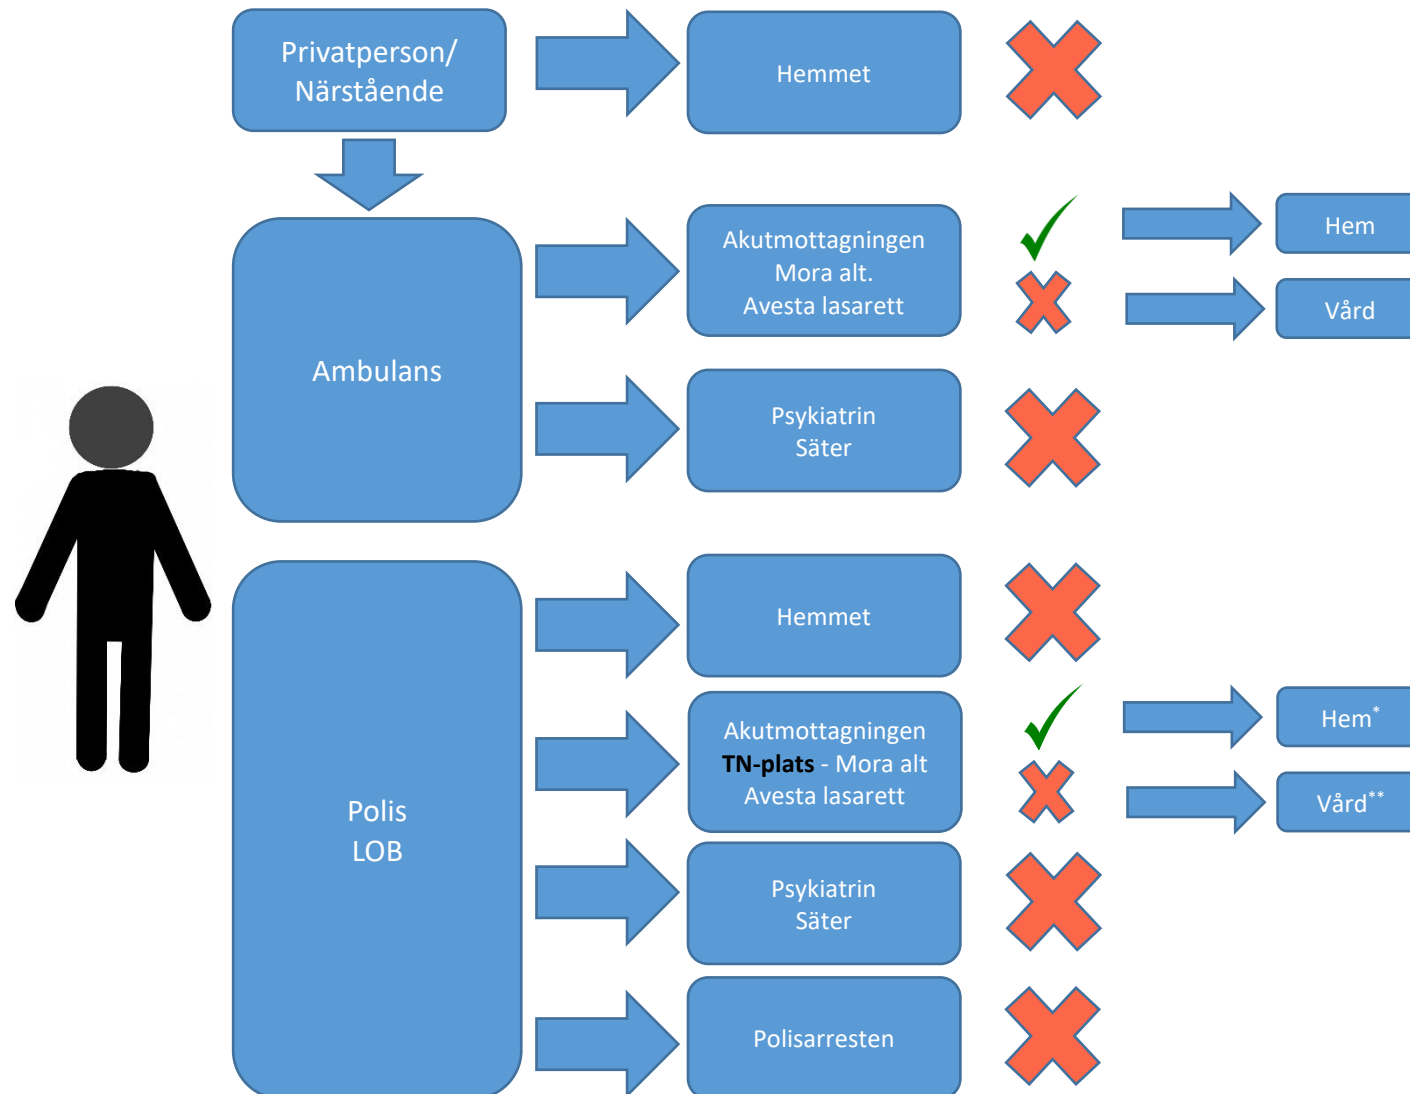 Privatperson/
Närstående
Hemmet
Akutmottagningen
Mora alt.
Avesta lasarett
Hem
Vård
Ambulans
Psykiatrin
Säter
Hemmet
Akutmottagningen
TN-plats - Mora alt
Avesta lasarett
Hem*
Vård**
Polis
LOB
Psykiatrin
Säter
Polisarresten